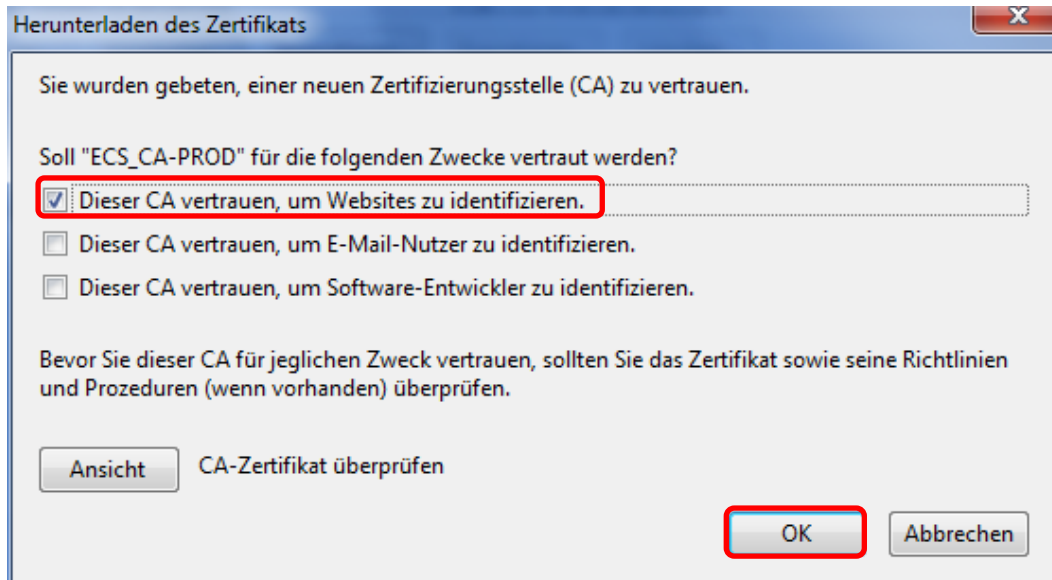 Herunterladen des Zertifikats
Sie wurden gebeten, einer neuen Zertifizierungsstelle (CA) zu vertrauen.
Soll "ECS_CA-PROD" für die folgenden Zwecke vertraut werden?
Dieser CA vertrauen, um Websites zu identifizieren.
Dieser CA vertrauen, um E-Mail-Nutzer zu identifizieren.
Dieser CA vertrauen, um Software-Entwickler zu identifizieren.
Bevor Sie dieser CA für jeglichen Zweck vertrauen, sollten Sie das Zertifikat sowie seine Richtlinien
und Prozeduren (wenn vorhanden) überprüfen.
Ansicht CA-Zertifikat überprüfen
OK Abbrechen